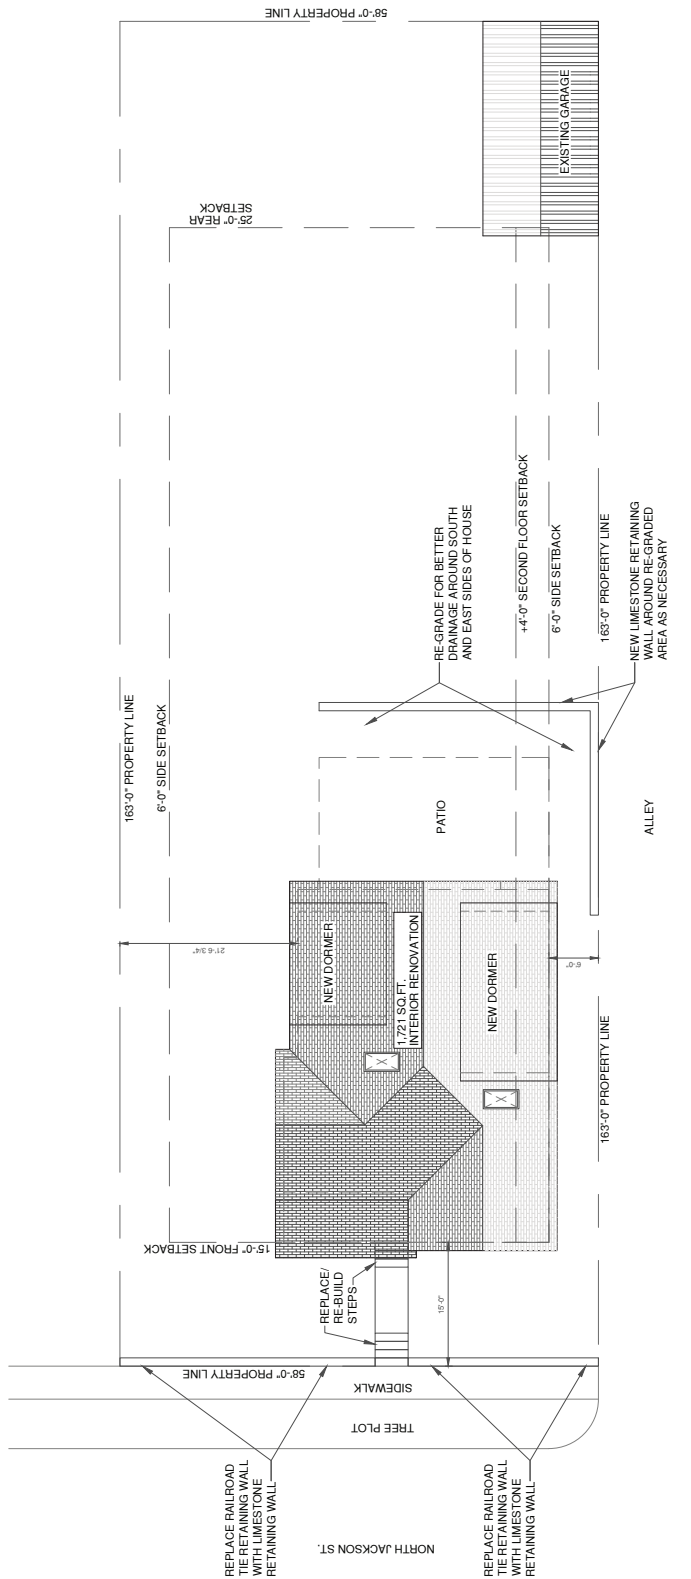 58'-0" PROPERTY LINE
EXISTING GARAGE
25'-0" REAR
SETBACK
RE-GRADE FOR BETTER
DRAINAGE AROUND SOUTH
AND EAST SIDES OF HOUSE
+4'-0" SECOND FLOOR SETBACK
6'-0" SIDE SETBACK
163'-0" PROPERTY LINE
NEW LIMESTONE RETAINING
WALL AROUND RE-GRADED
AREA AS NECESSARY
163'-0" PROPERTY LINE
6'-0" SIDE SETBACK
PATIO
ALLEY
21'-6 3/4"
NEW DORMER
1,721 SQ.FT.
INTERIOR RENOVATION
NEW DORMER
6'-0"
163'-0" PROPERTY LINE
15'-0" FRONT SETBACK
REPLACE/
RE-BUILD
STEPS
15'-0"
58'-0" PROPERTY LINE
SIDEWALK
TREE PLOT
REPLACE RAILROAD
TIE RETAINING WALL
WITH LIMESTONE
RETAINING WALL
NORTH JACKSON ST.
REPLACE RAILROAD
TIE RETAINING WALL
WITH LIMESTONE
RETAINING WALL